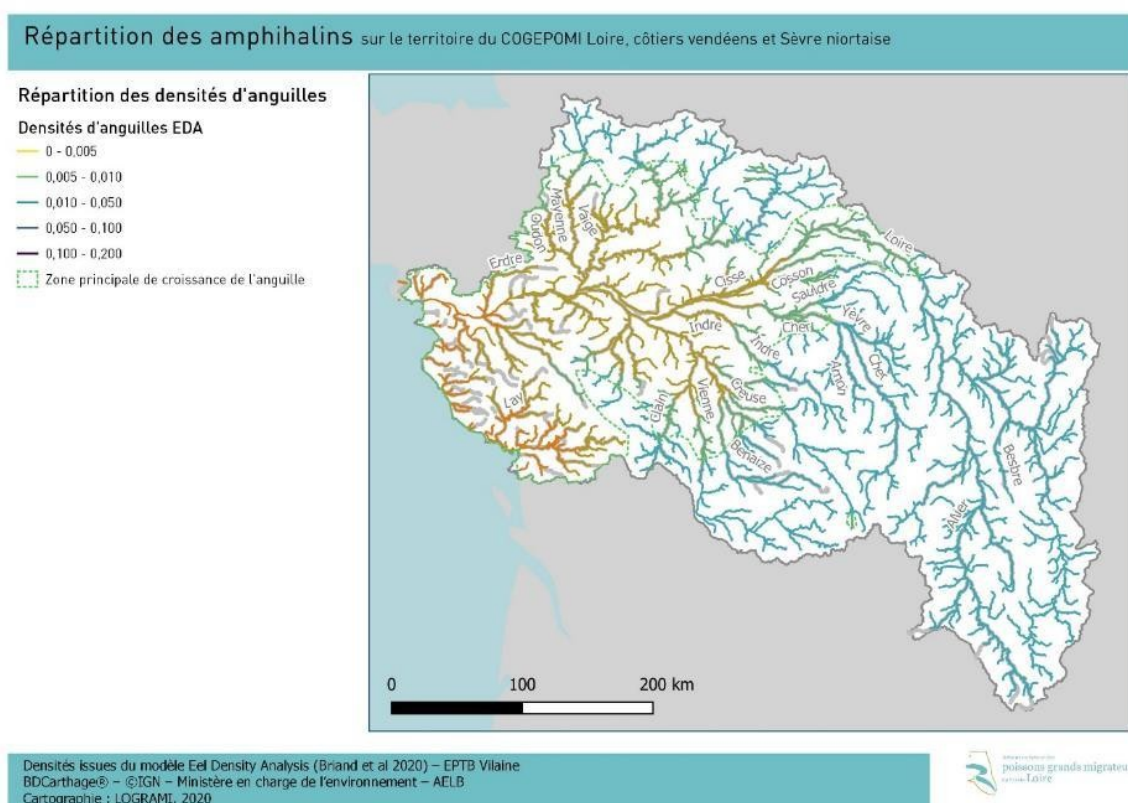 Répartition des amphihalins sur le territoire du COGEPOMI Loire, côtiers vendéens et Sèvre niortaise
Répartition des densités d'anguilles
Densités d'anguilles EDA
0 - 0,005
0,005 - 0,010
0,010 - 0,050
0,050 - 0,100
0,100 - 0,200
Zone principale de croissance de l'anguille
Mayenne
Vaige
Oudon
Erdre
Loire
Cisse
Cosson
Sauldre
Yèvre
Indre
Cher
Indre
Cher
Arnon
Lay
Clain
Vienne
Creuse
Benaize
Besbre
0 100 200 km
Densités issues du modèle Eel Density Analysis (Briand et al 2020) – EPTB Vilaine
BDCarthage® – ©IGN – Ministère en charge de l'environnement – AELB
Cartographie : LOGRAMI, 2020
poissons grands migrateu
Loire